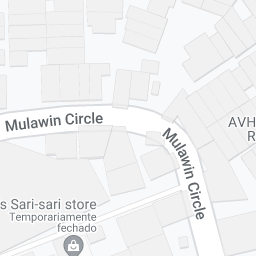 Mulawin Circle
AVH
R
Mulawin Circle
s Sari-sari store
Temporariamente
fechado